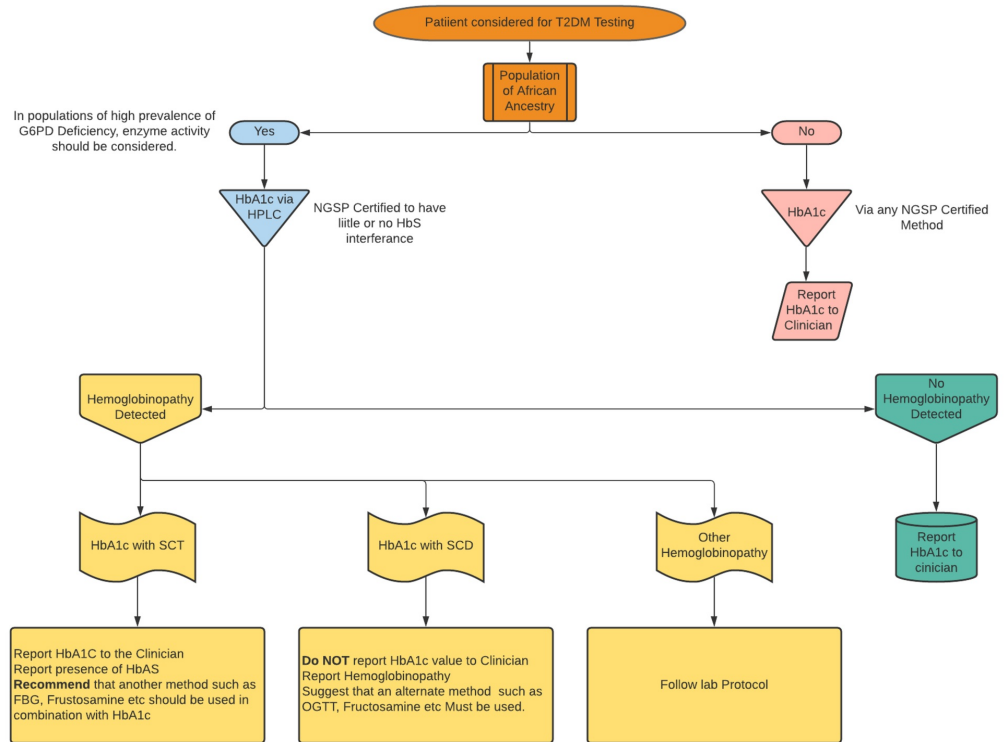 Patiient considered for T2DM Testing
Population
of African
Ancestry
In populations of high prevalence of
G6PD Deficiency, enzyme activity
should be considered.
Yes
No
HbA1c via
HPLC
NGSP Certified to have
liitle or no HbS
interferance
HbA1c
Via any NGSP Certified
Method
Report
HbA1c to
Clinician
Hemoglobinopathy
Detected
No
Hemoglobinopathy
Detected
HbA1c with SCT
HbA1c with SCD
Other
Hemoglobinopathy
Report
HbA1c to
cinician
Report HbA1C to the Clinician
Report presence of HbAS
Recommend that another method such as
FBG, Frustosamine etc should be used in
combination with HbA1c
Do NOT report HbA1c value to Clinician
Report Hemoglobinopathy
Suggest that an alternate method such as
OGTT, Fructosamine etc Must be used.
Follow lab Protocol